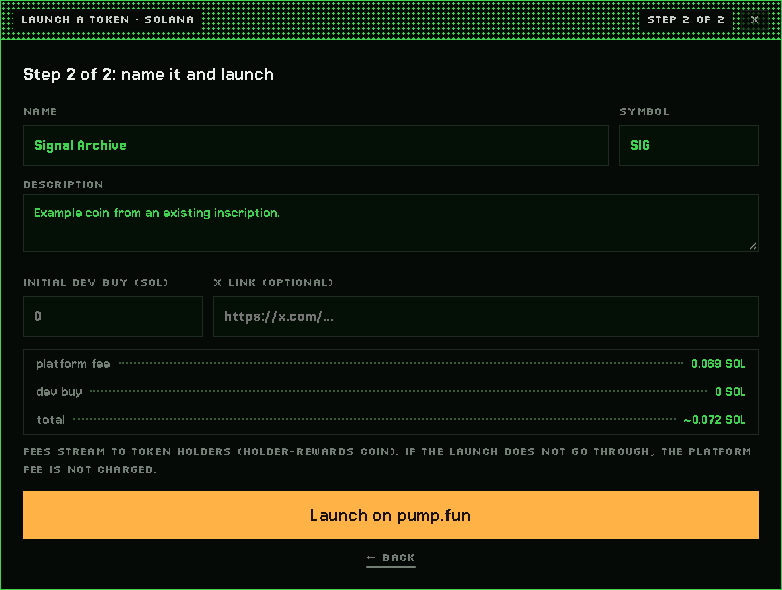 LAUNCH A TOKEN · SOLANA
STEP 2 OF 2
X
Step 2 of 2: name it and launch
NAME
SYMBOL
Signal Archive
SIG
DESCRIPTION
Example coin from an existing inscription.
INITIAL DEV BUY (SOL)
X LINK (OPTIONAL)
0
https://x.com/...
platform fee 0.069 SOL
dev buy 0 SOL
total ~0.072 SOL
FEES STREAM TO TOKEN HOLDERS (HOLDER-REWARDS COIN). IF THE LAUNCH DOES NOT GO THROUGH, THE PLATFORM
FEE IS NOT CHARGED.
Launch on pump.fun
← BACK